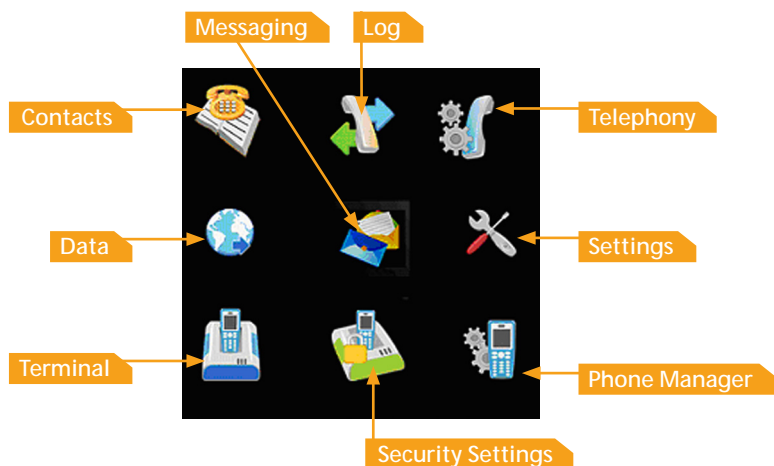 Messaging
Log
Contacts
Telephony
Data
Settings
Terminal
Phone Manager
Security Settings